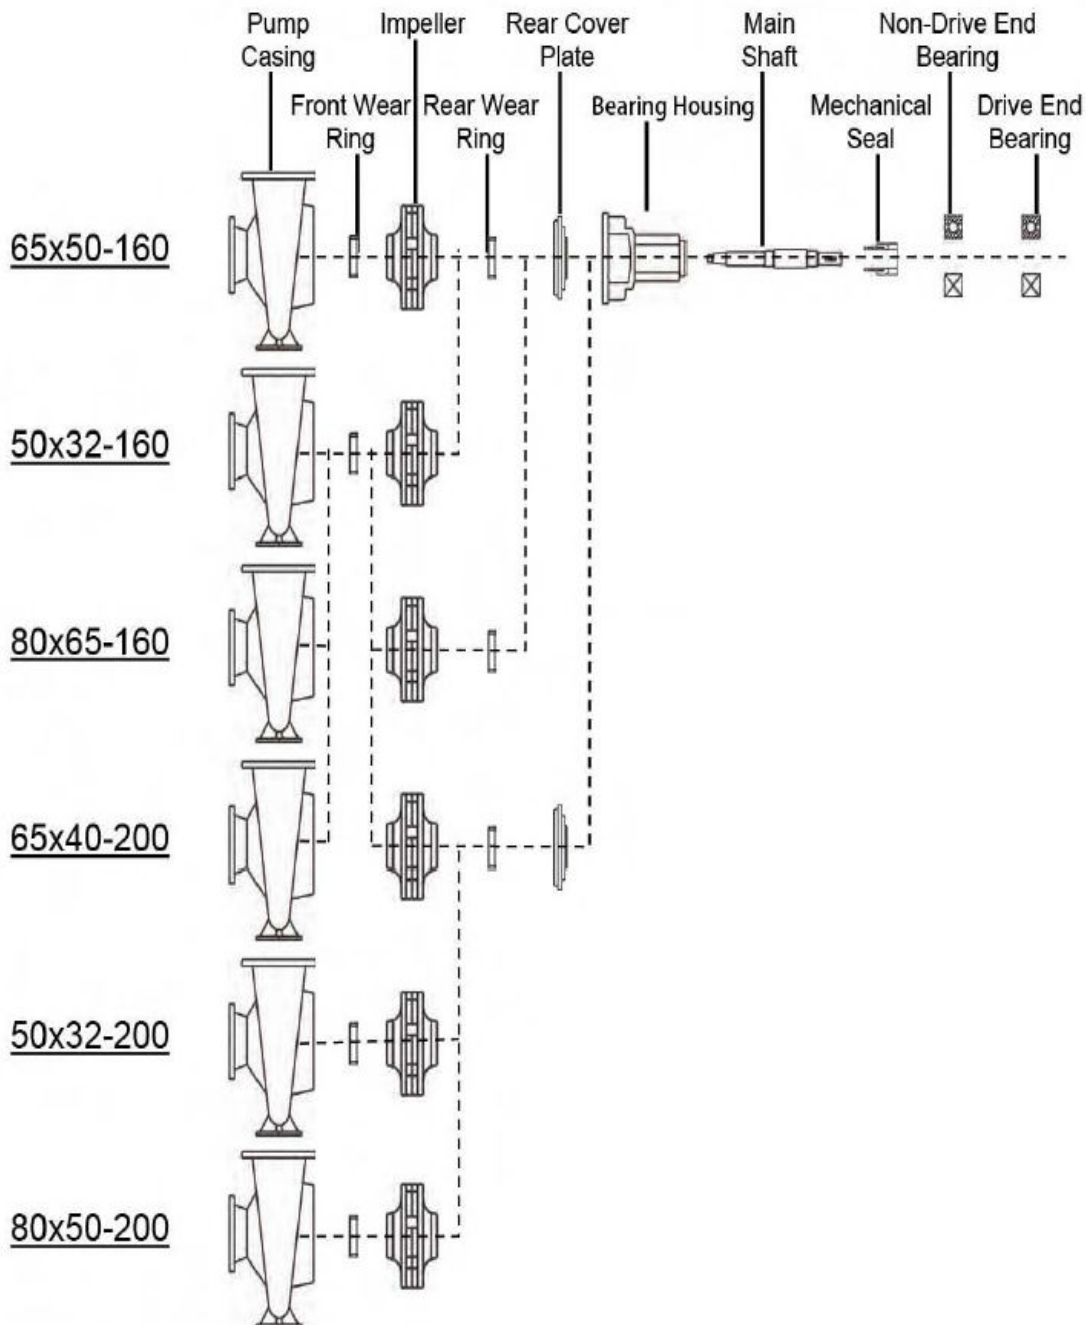 Pump
Casing
Impeller
Rear Cover
Plate
Main
Shaft
Non-Drive End
Bearing
Front Wear
Ring
Rear Wear
Ring
Bearing Housing
Mechanical
Seal
Drive End
Bearing
65x50-160
50x32-160
80x65-160
65x40-200
50x32-200
80x50-200